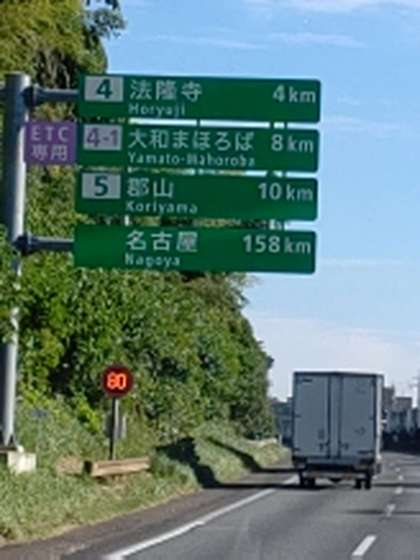 4 法隆寺 4km
Horyuji
ETC
専用
4-1 大和まほろば 8km
Yamato-Mahoroba
5 郡山 10km
Koriyama
名古屋 158km
Nagoya
80